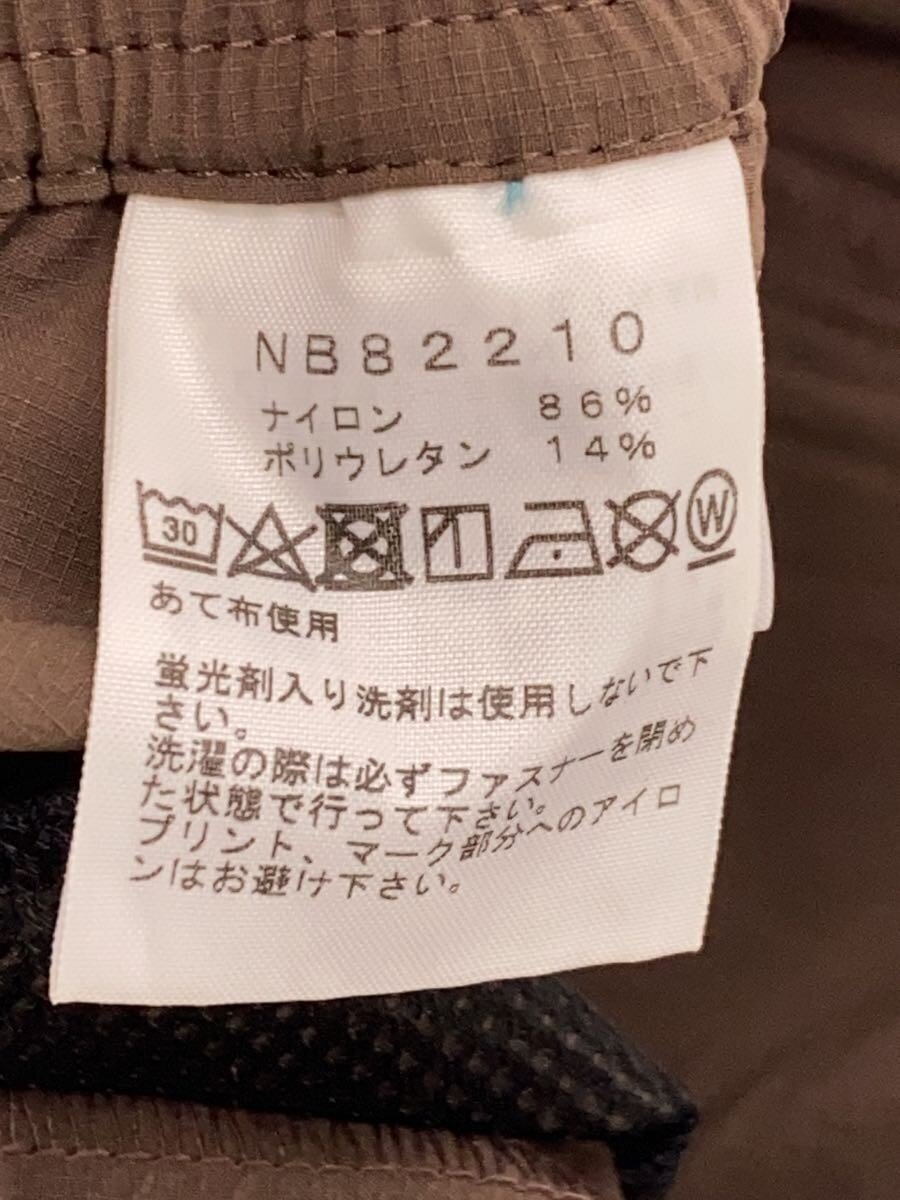 NB82210
ナイロン 86%
ポリウレタン 14%
30
W
あて布使用
蛍光剤入り洗剤は使用しないで下
さい。
洗濯の際は必ずファスナーを閉め
た状態で行って下さい。
プリント、マーク部分へのアイロ
ンはお避け下さい。